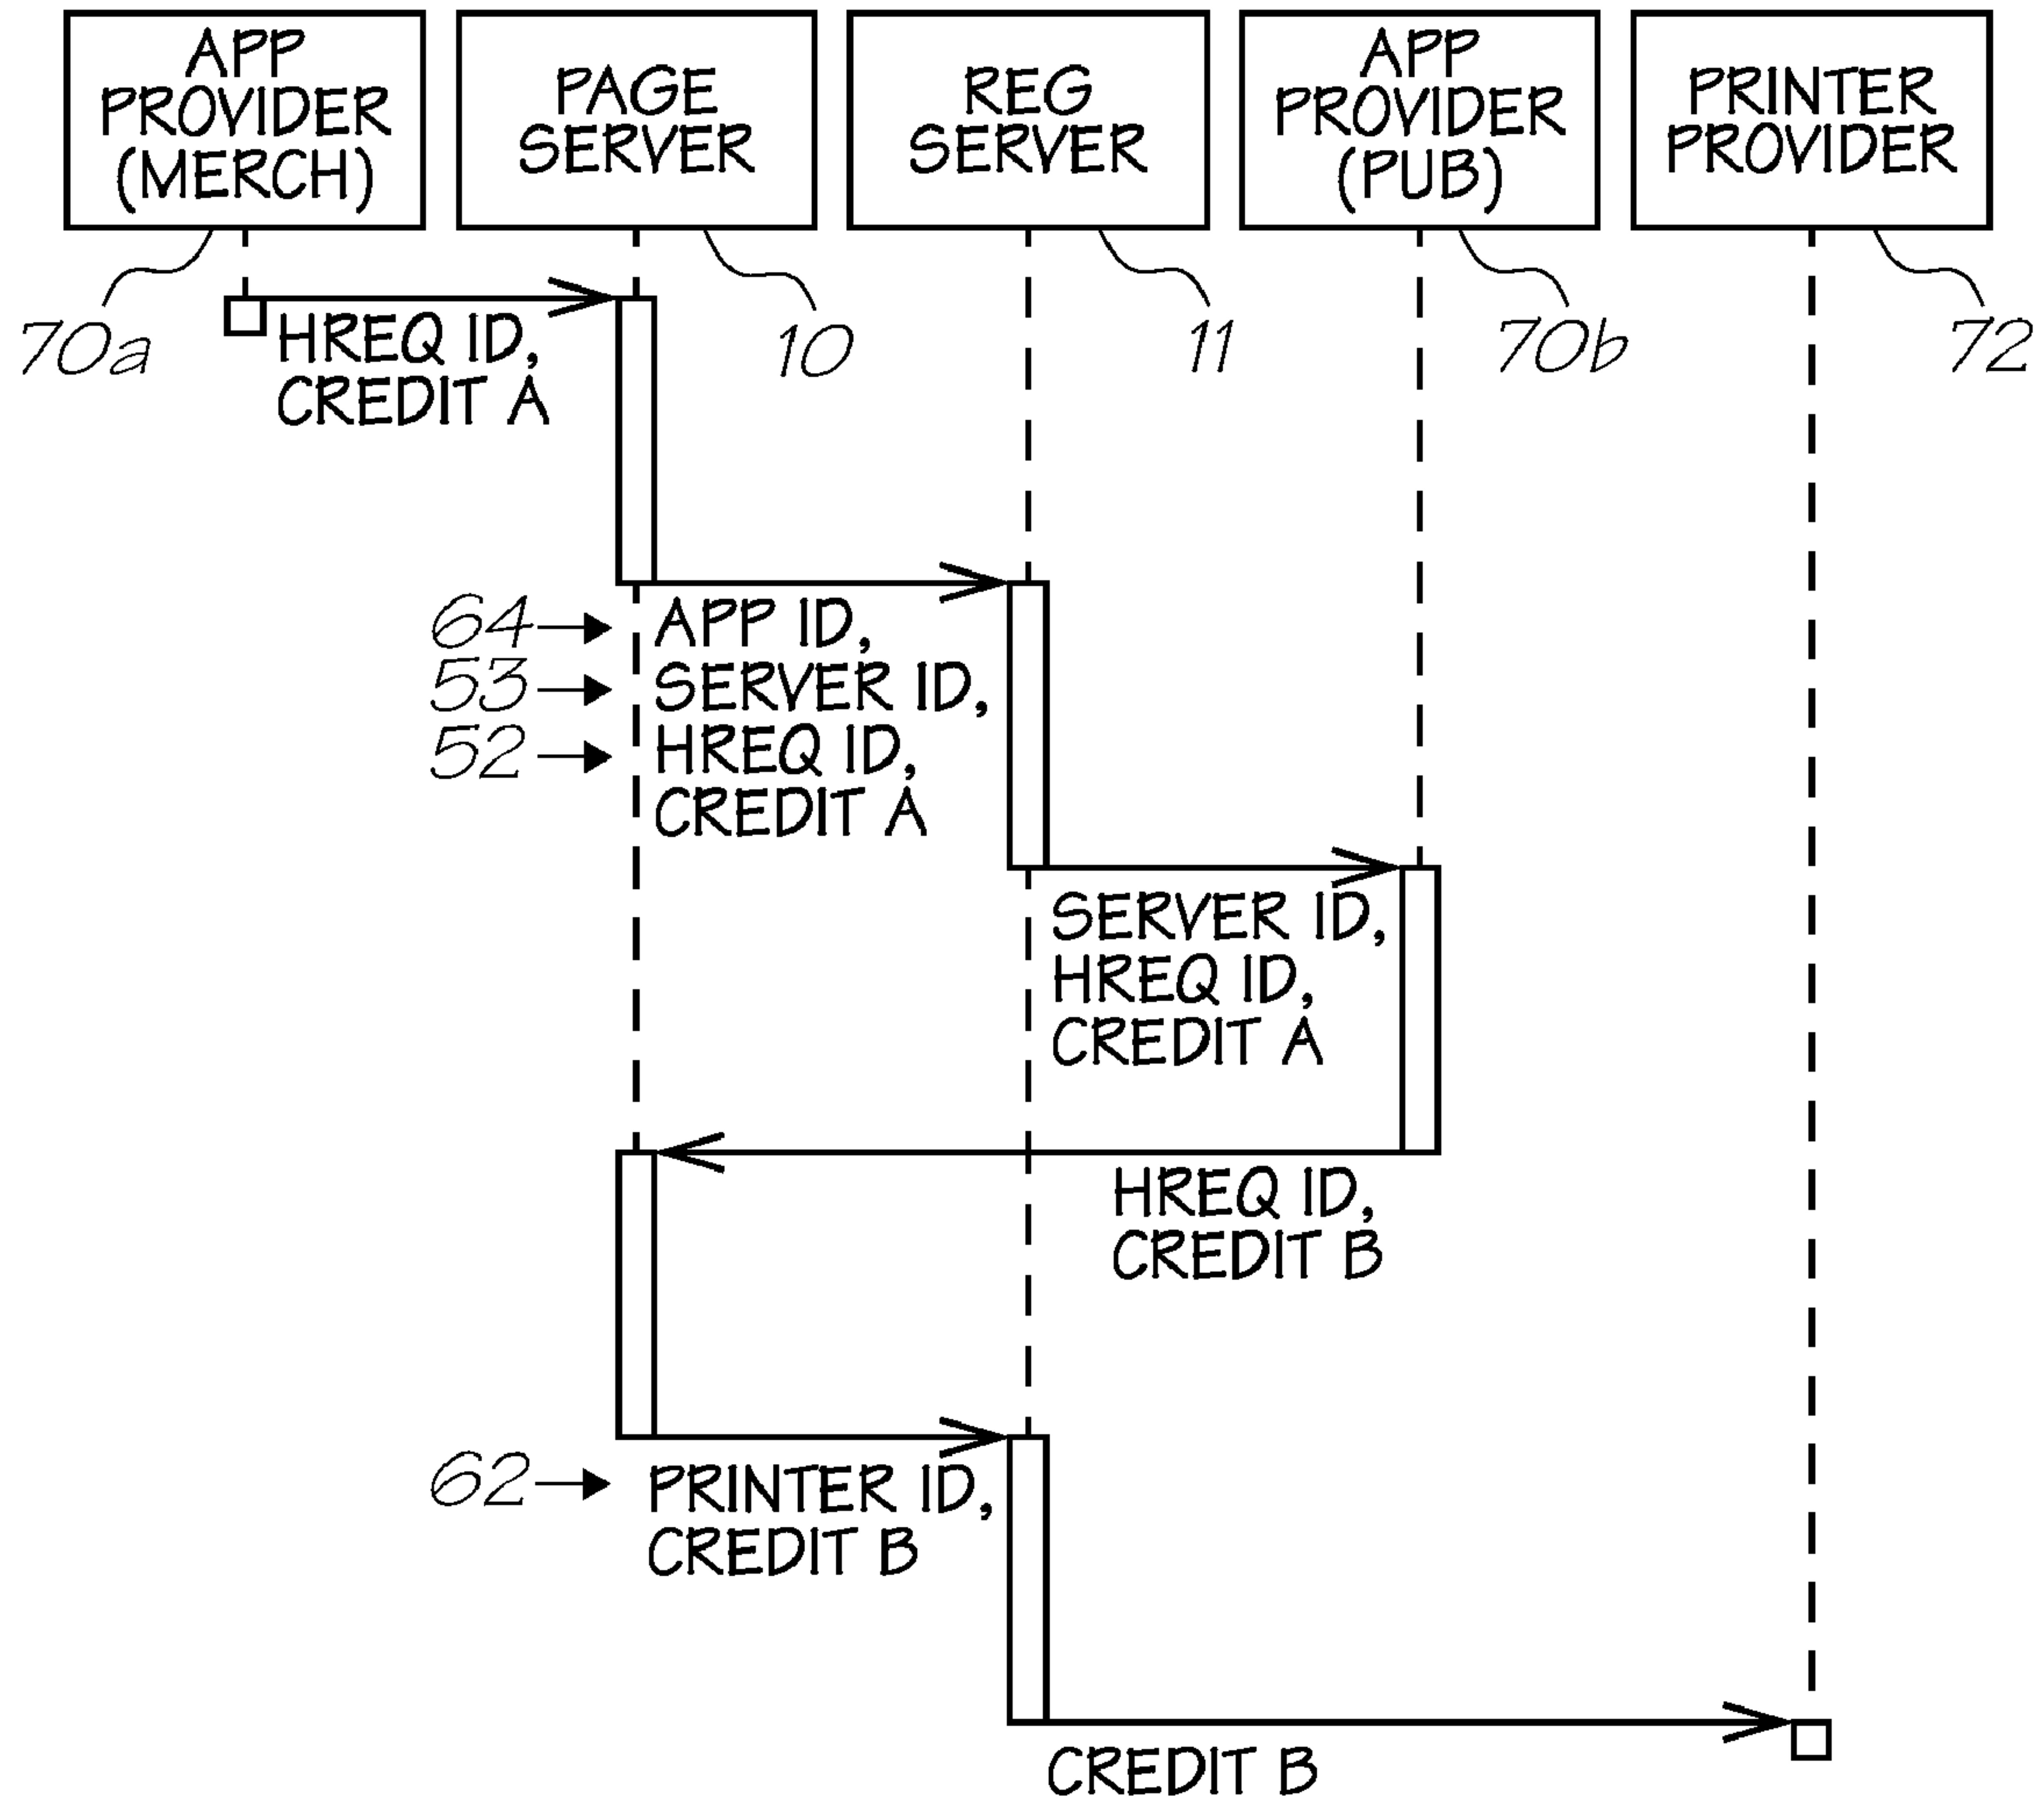 APP
PROVIDER
(MERCH)
PAGE
SERVER
REG
SERVER
APP
PROVIDER
(PUB)
PRINTER
PROVIDER
70a
10
11
70b
72
HREQ ID,
CREDIT A
64
APP ID,
53
SERVER ID,
52
HREQ ID,
CREDIT A
SERVER ID,
HREQ ID,
CREDIT A
HREQ ID,
CREDIT B
62
PRINTER ID,
CREDIT B
CREDIT B